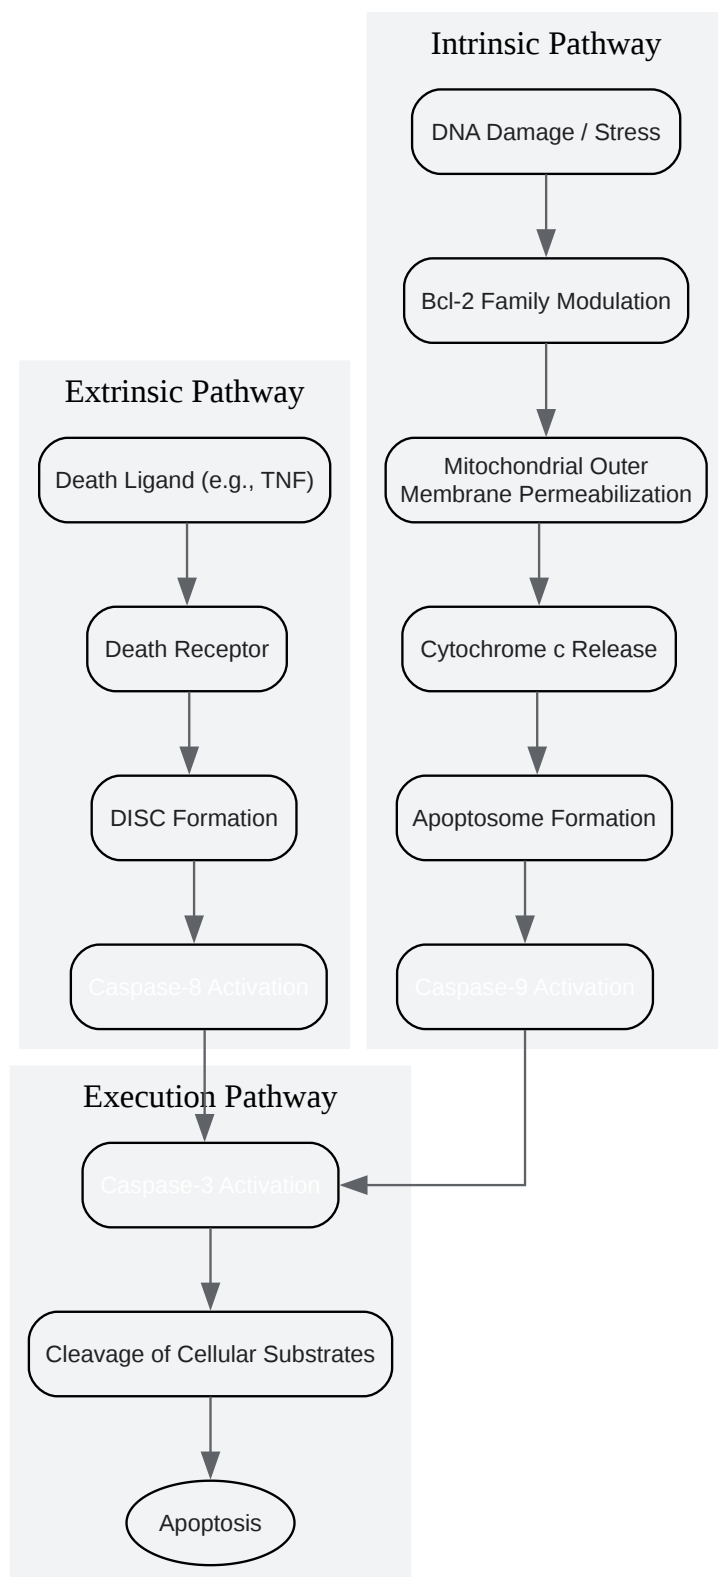 Intrinsic Pathway
DNA Damage / Stress
Bcl-2 Family Modulation
Mitochondrial Outer
Membrane Permeabilization
Cytochrome c Release
Apoptosome Formation
Caspase-9 Activation
Extrinsic Pathway
Death Ligand (e.g., TNF)
Death Receptor
DISC Formation
Caspase-8 Activation
Execution Pathway
Caspase-3 Activation
Cleavage of Cellular Substrates
Apoptosis